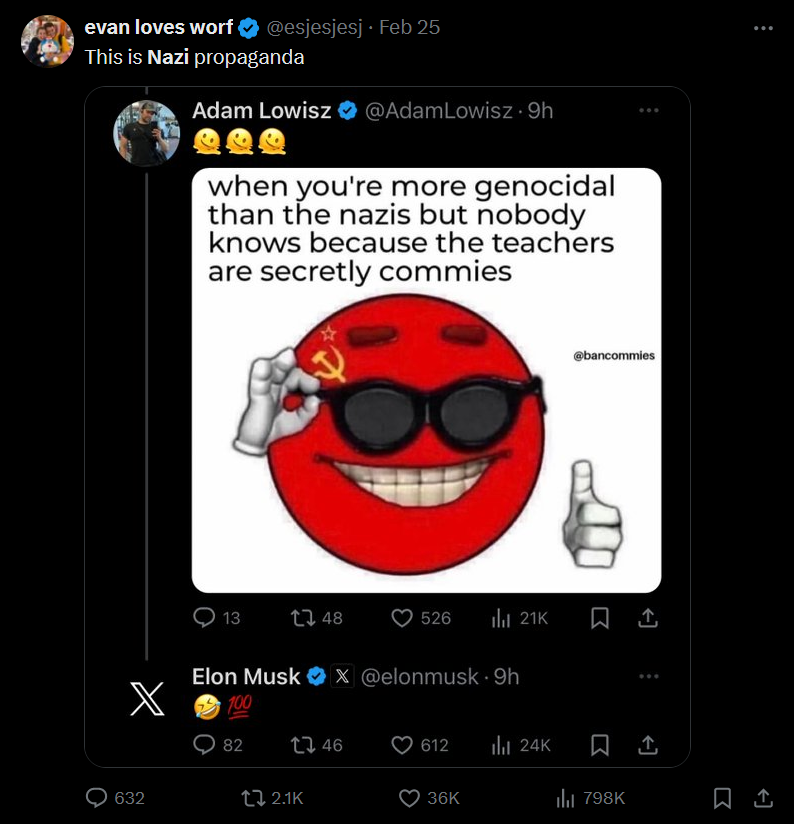 evan loves worf @esjesjesj · Feb 25
This is Nazi propaganda
Adam Lowisz @AdamLowisz · 9h
🫠🫠🫠
when you're more genocidal
than the nazis but nobody
knows because the teachers
are secretly commies
@bancommies
13 48 526 21K
Elon Musk X @elonmusk · 9h
🤣💯
82 46 612 24K
632 2.1K 36K 798K